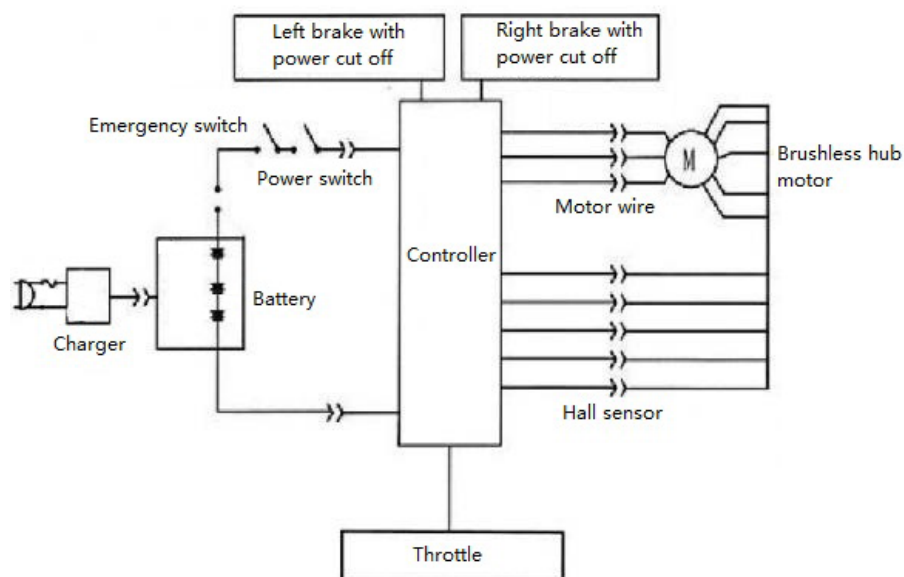 Left brake with
power cut off
Right brake with
power cut off
Emergency switch
Power switch
M
Brushless hub
motor
Motor wire
Controller
Battery
Charger
Hall sensor
Throttle